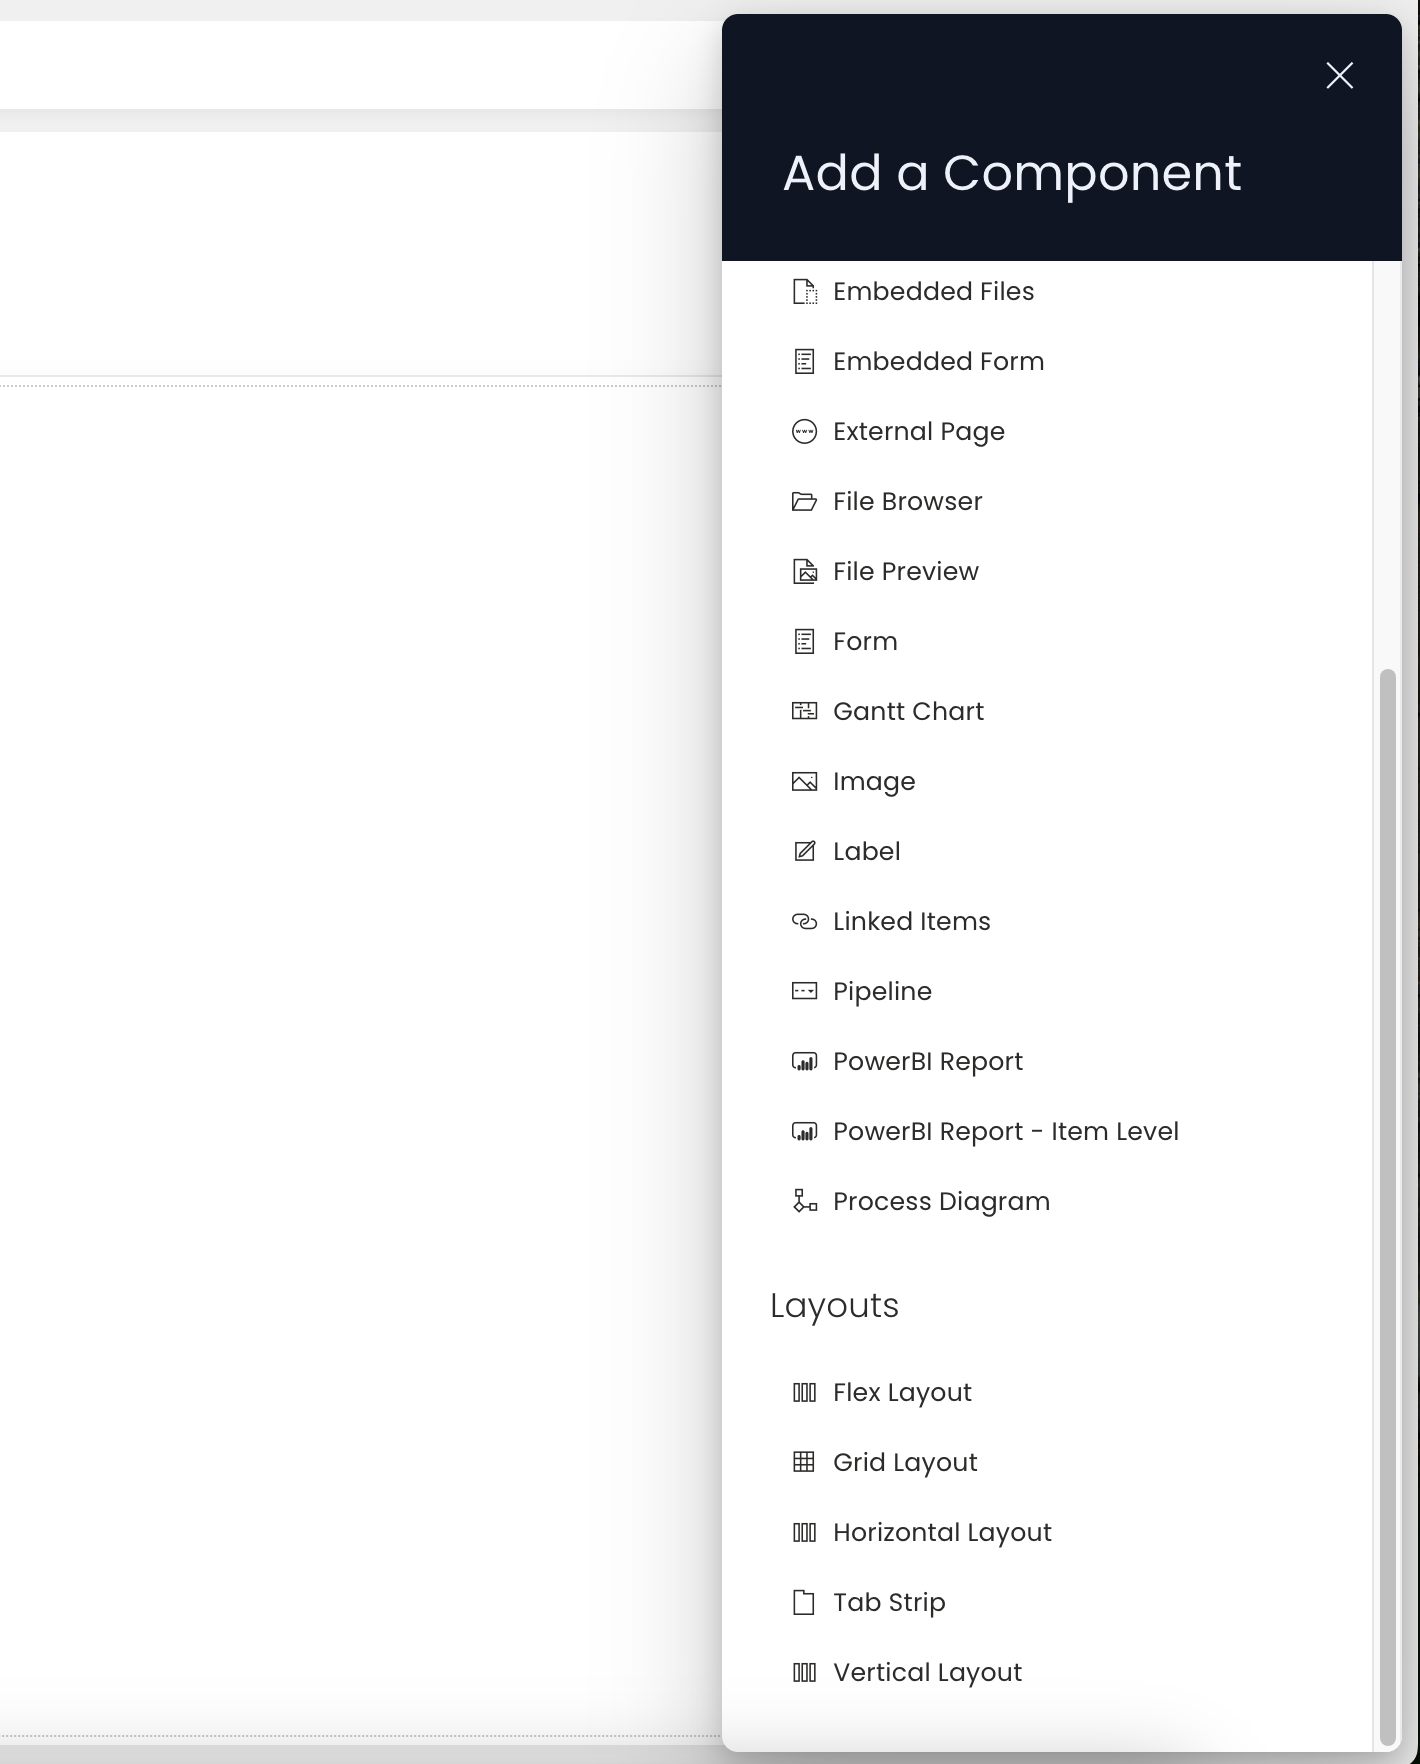 Add a Component
Embedded Files
Embedded Form
External Page
File Browser
File Preview
Form
Gantt Chart
Image
Label
Linked Items
Pipeline
PowerBI Report
PowerBI Report - Item Level
Process Diagram
Layouts
Flex Layout
Grid Layout
Horizontal Layout
Tab Strip
Vertical Layout